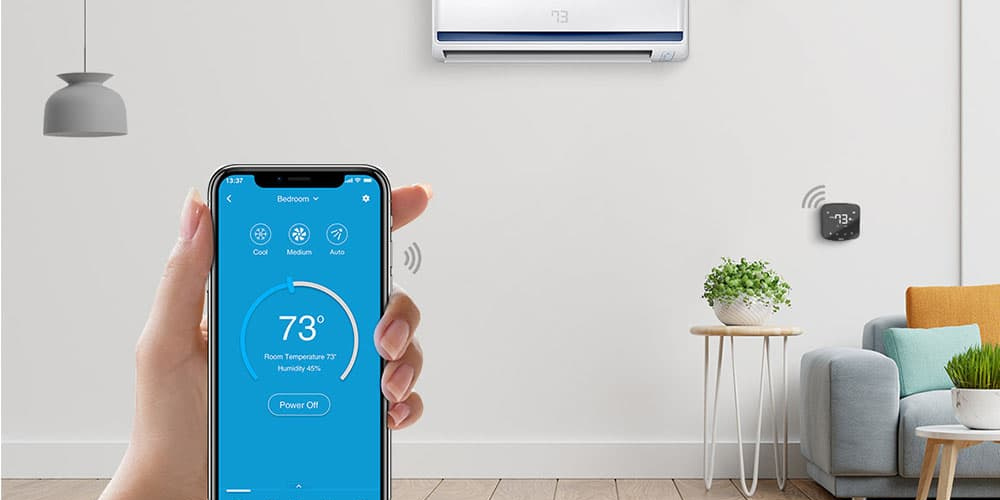 73
13:37
Bedroom
Cool Medium Auto
73°
Room Temperature 73°
Humidity 45%
Power Off
73